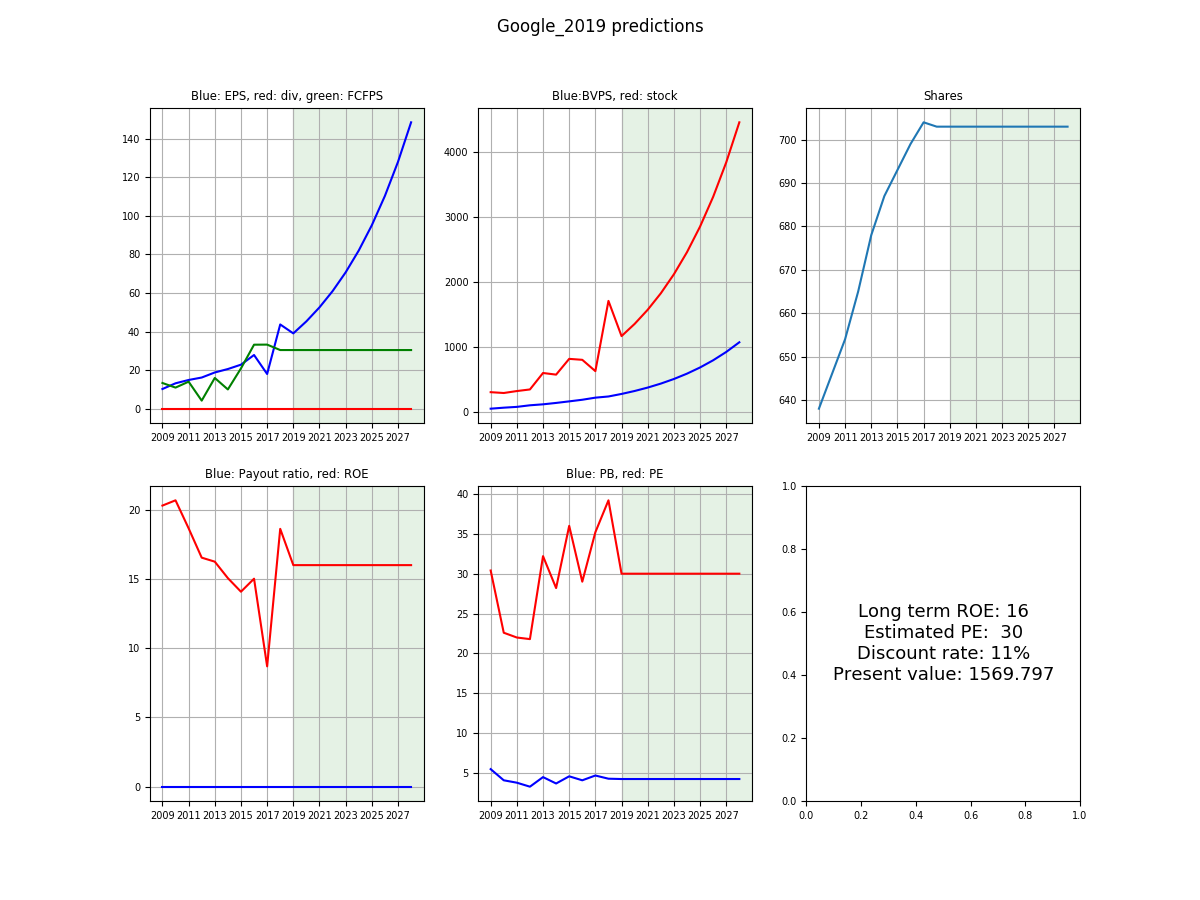 Google_2019 predictions
Blue: EPS, red: div, green: FCFPS
140
120
100
80
60
40
20
0
2009 2011 2013 2015 2017 2019 2021 2023 2025 2027
Blue:BVPS, red: stock
4000
3000
2000
1000
0
2009 2011 2013 2015 2017 2019 2021 2023 2025 2027
Shares
700
690
680
670
660
650
640
2009 2011 2013 2015 2017 2019 2021 2023 2025 2027
Blue: Payout ratio, red: ROE
20
15
10
5
0
2009 2011 2013 2015 2017 2019 2021 2023 2025 2027
Blue: PB, red: PE
40
35
30
25
20
15
10
5
2009 2011 2013 2015 2017 2019 2021 2023 2025 2027
1.0
0.8
0.6
0.4
0.2
0.0
Long term ROE: 16
Estimated PE:  30
Discount rate: 11%
Present value: 1569.797
0.0 0.2 0.4 0.6 0.8 1.0